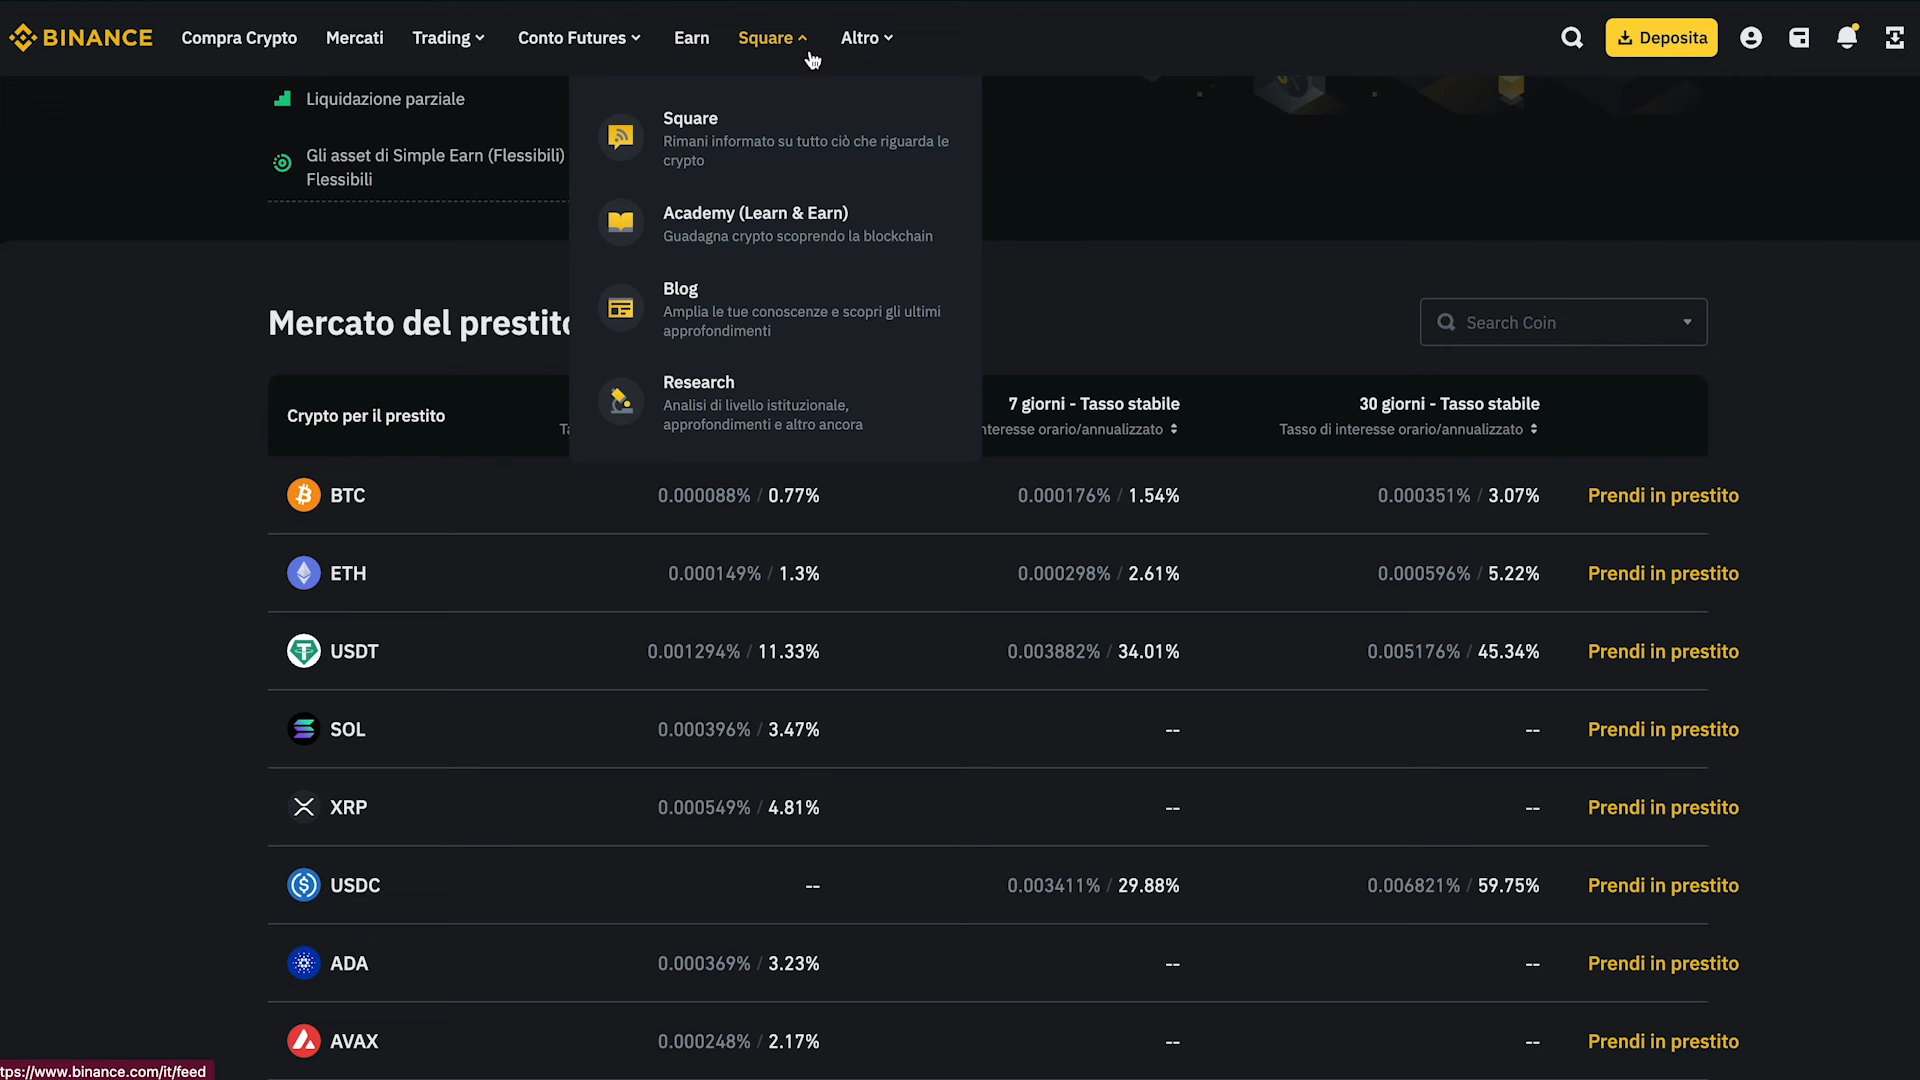 BINANCE Compra Crypto Mercati Trading Conto Futures Earn Square Altro Deposita
Liquidazione parziale
Gli asset di Simple Earn (Flessibili)
Flessibili
Square
Rimani informato su tutto ciò che riguarda le
crypto
Academy (Learn & Earn)
Guadagna crypto scoprendo la blockchain
Blog
Amplia le tue conoscenze e scopri gli ultimi
approfondimenti
Research
Analisi di livello istituzionale,
approfondimenti e altro ancora
Mercato del prestito
Search Coin
Crypto per il prestito
7 giorni - Tasso stabile
nteresse orario/annualizzato
30 giorni - Tasso stabile
Tasso di interesse orario/annualizzato
BTC 0.000088% / 0.77% 0.000176% / 1.54% 0.000351% / 3.07% Prendi in prestito
ETH 0.000149% / 1.3% 0.000298% / 2.61% 0.000596% / 5.22% Prendi in prestito
USDT 0.001294% / 11.33% 0.003882% / 34.01% 0.005176% / 45.34% Prendi in prestito
SOL 0.000396% / 3.47% -- -- Prendi in prestito
XRP 0.000549% / 4.81% -- -- Prendi in prestito
USDC -- 0.003411% / 29.88% 0.006821% / 59.75% Prendi in prestito
ADA 0.000369% / 3.23% -- -- Prendi in prestito
AVAX 0.000248% / 2.17% -- -- Prendi in prestito
tps://www.binance.com/it/feed